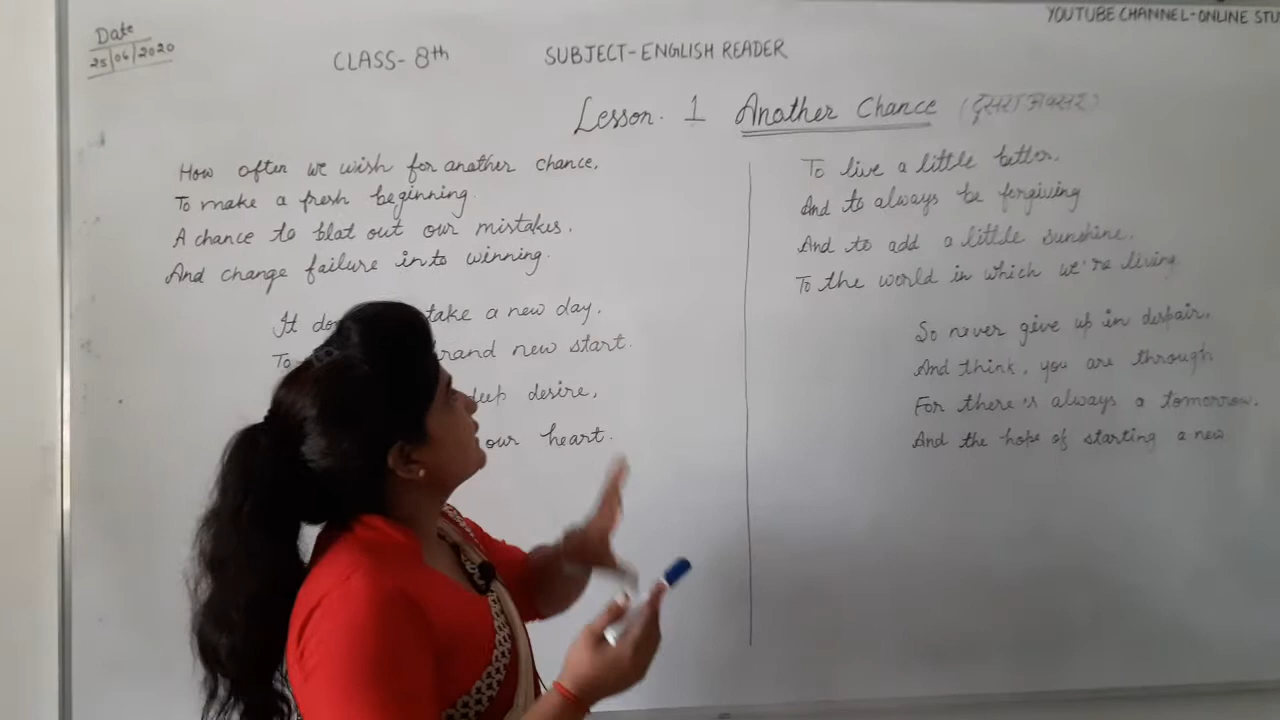 Date
25/06/2020
CLASS- 8th
SUBJECT-ENGLISH READER
YOUTUBE CHANNEL-ONLINE STU
Lesson. 1 Another Chance (दूसरा अवसर)
How often we wish for another chance,
To make a fresh beginning.
A chance to blat out our mistakes.
And change failure into winning.
It take a new day,
To brand new start.
deep desire,
our heart.
To live a little better,
And to always be forgiving
And to add a little sunshine.
To the world in which we're living.
So never give up in despair,
And think, you are through
For there's always a tomorrow.
And the hope of starting a new